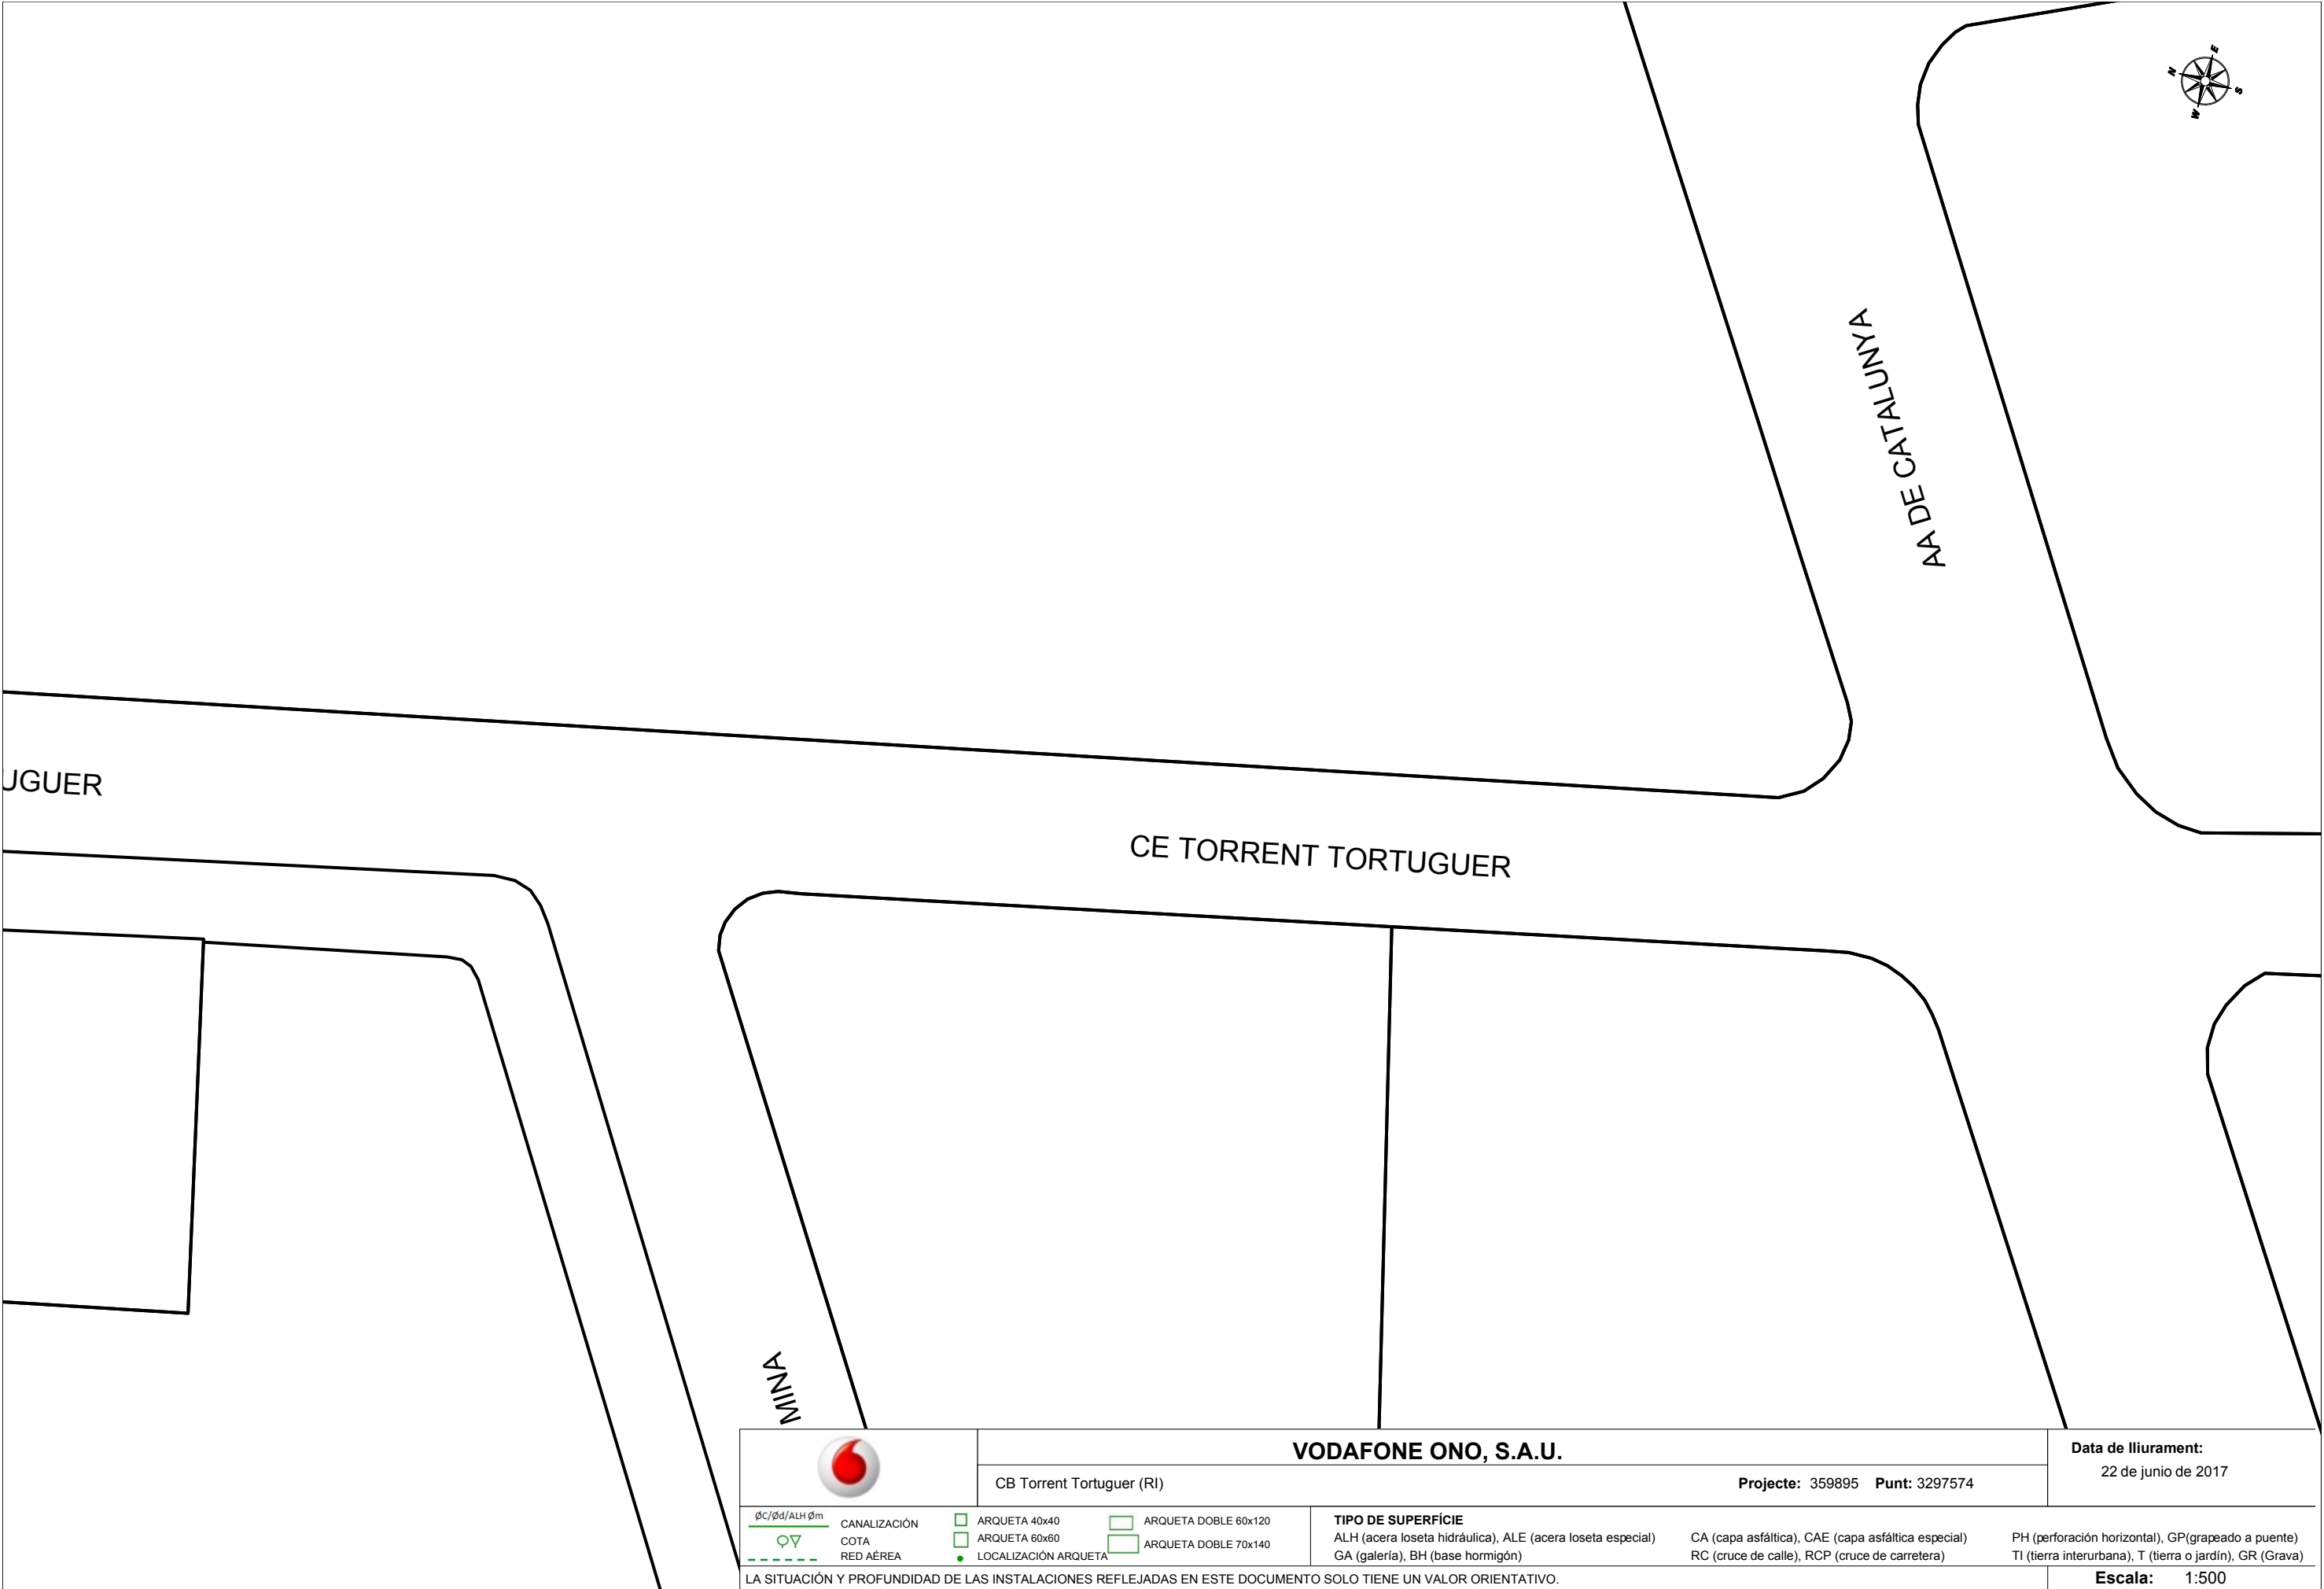 E
N
S
W
AA DE CATALUNYA
UGUER
CE TORRENT TORTUGUER
MINA
VODAFONE ONO, S.A.U.
CB Torrent Tortuguer (RI)
Projecte: 359895 Punt: 3297574
Data de lliurament:
22 de junio de 2017
ØC/Ød/ALH Øm CANALIZACIÓN
COTA
RED AÉREA
ARQUETA 40x40
ARQUETA 60x60
LOCALIZACIÓN ARQUETA
ARQUETA DOBLE 60x120
ARQUETA DOBLE 70x140
TIPO DE SUPERFÍCIE
ALH (acera loseta hidráulica), ALE (acera loseta especial)
GA (galería), BH (base hormigón)
CA (capa asfáltica), CAE (capa asfáltica especial)
RC (cruce de calle), RCP (cruce de carretera)
PH (perforación horizontal), GP(grapeado a puente)
TI (tierra interurbana), T (tierra o jardín), GR (Grava)
LA SITUACIÓN Y PROFUNDIDAD DE LAS INSTALACIONES REFLEJADAS EN ESTE DOCUMENTO SOLO TIENE UN VALOR ORIENTATIVO.
Escala: 1:500